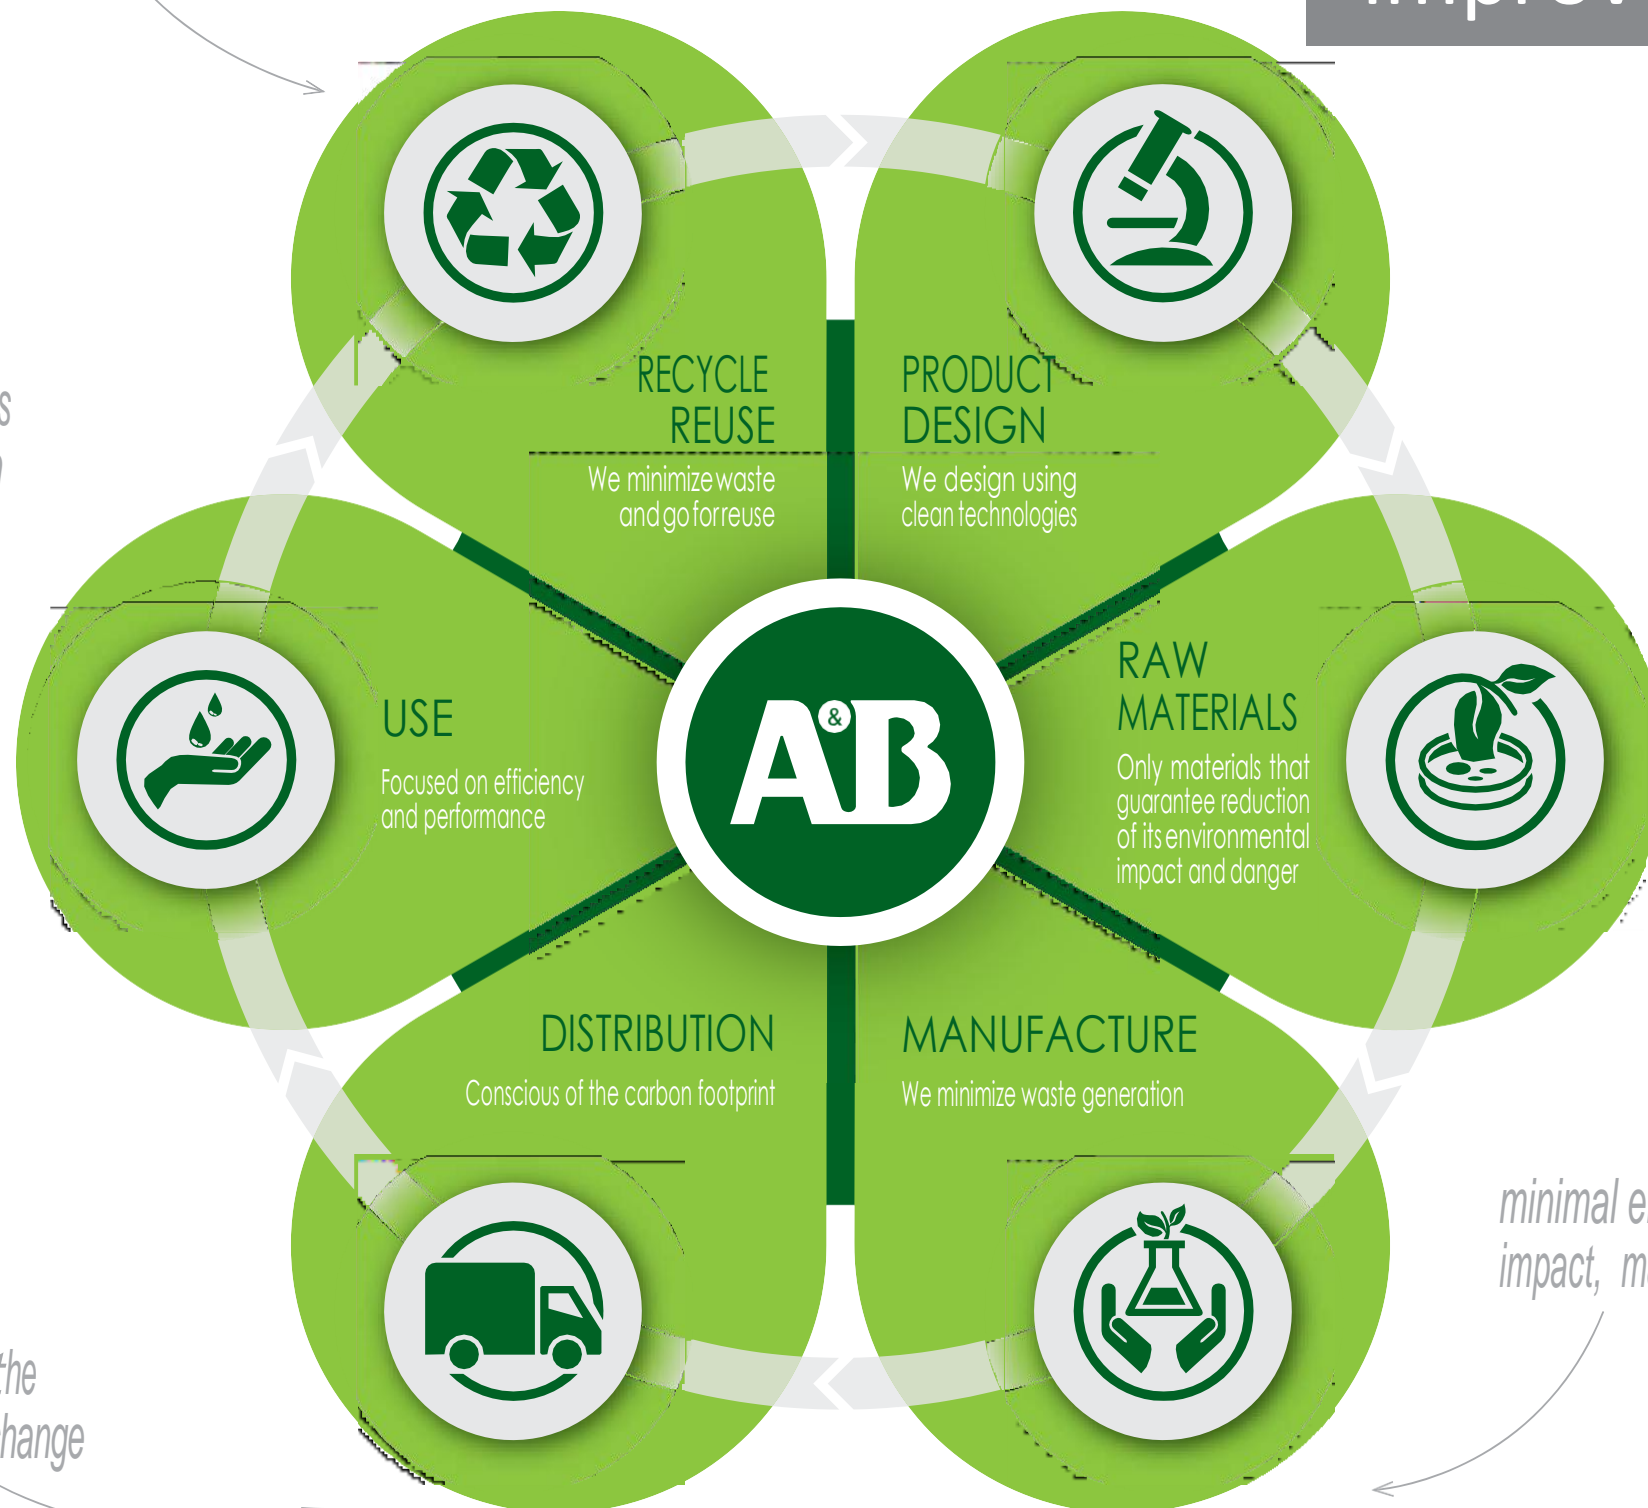 RECYCLE
REUSE
We minimize waste
and go for reuse
PRODUCT
DESIGN
We design using
clean technologies
USE
Focused on efficiency
and performance
A&B
RAW
MATERIALS
Only materials that
guarantee reduction
of its environmental
impact and danger
DISTRIBUTION
Conscious of the carbon footprint
MANUFACTURE
We minimize waste generation
minimal
impact,
the